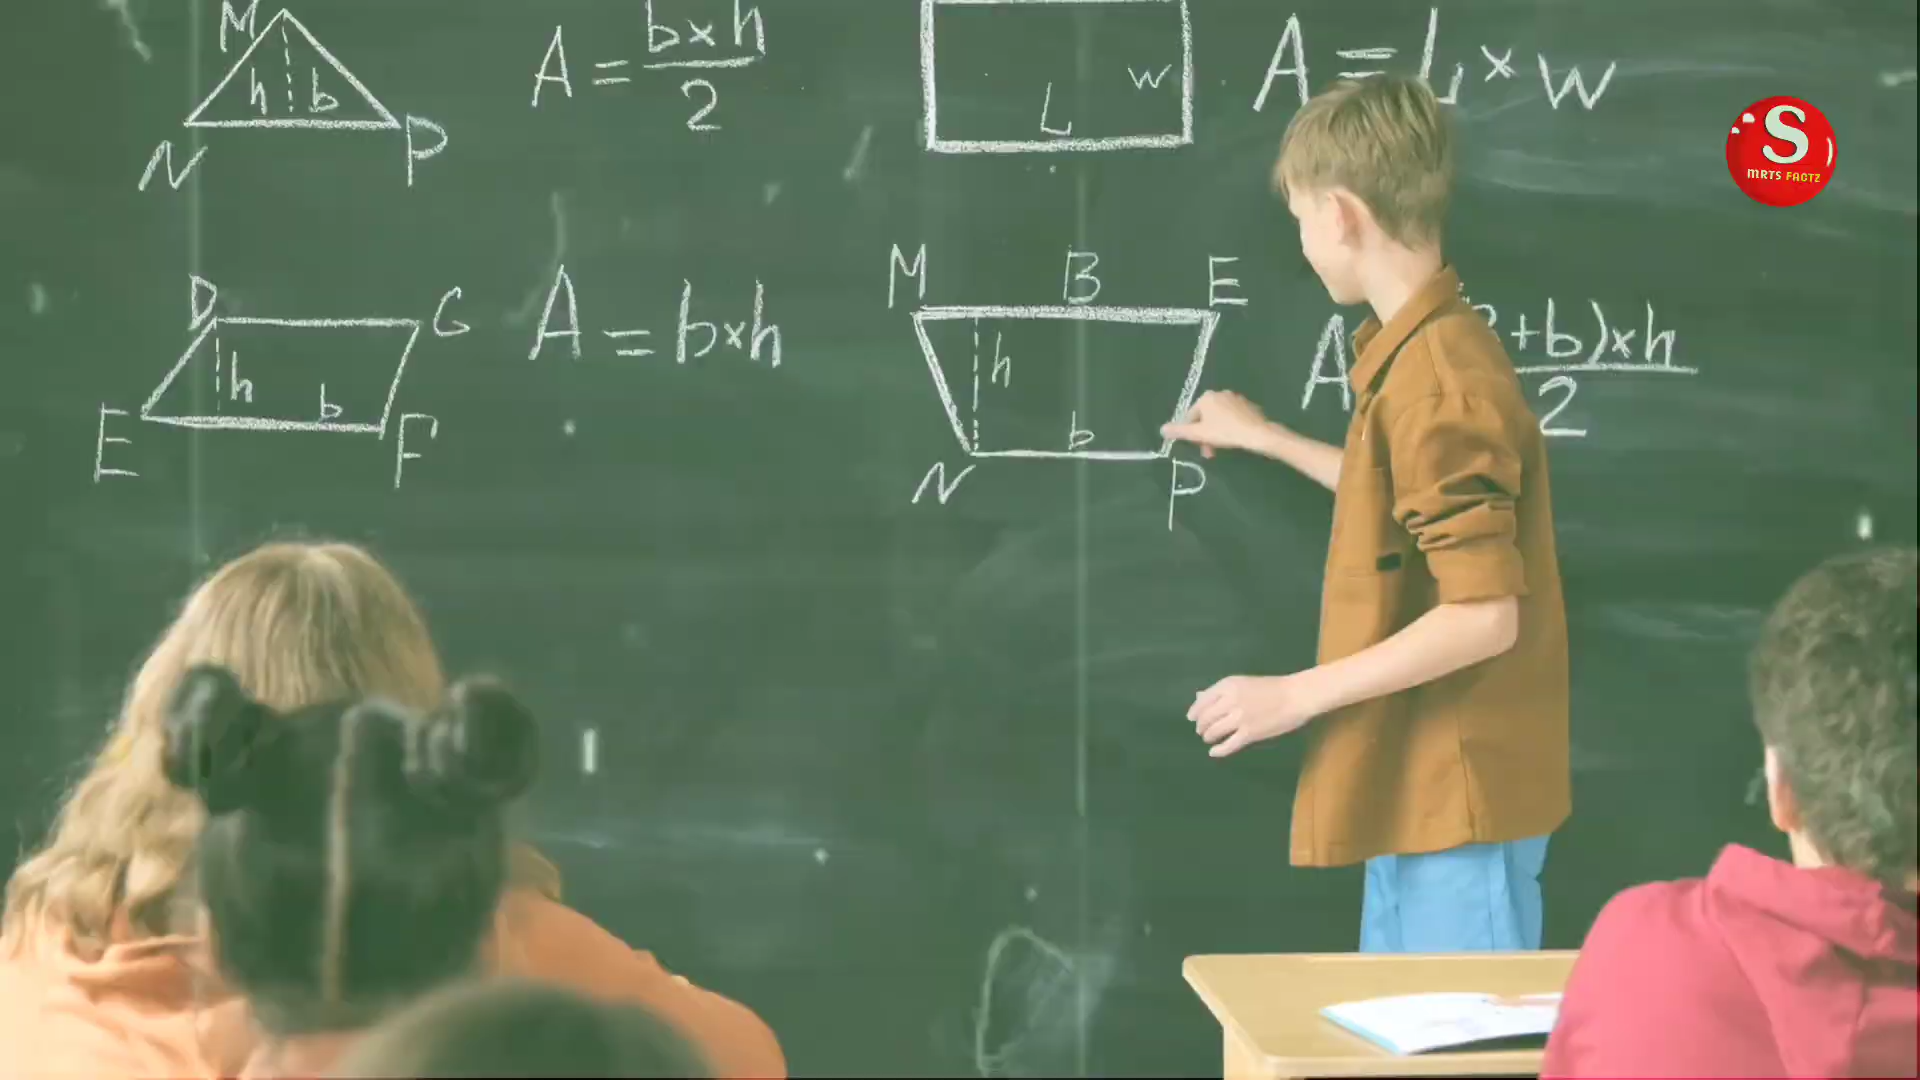 M
h b
N P
A = b×h
2
L w
A = L×w
S
MRTS FACTZ
D G
h b
E F
A = b×h
M B E
h
b
N P
A +b)×h
2